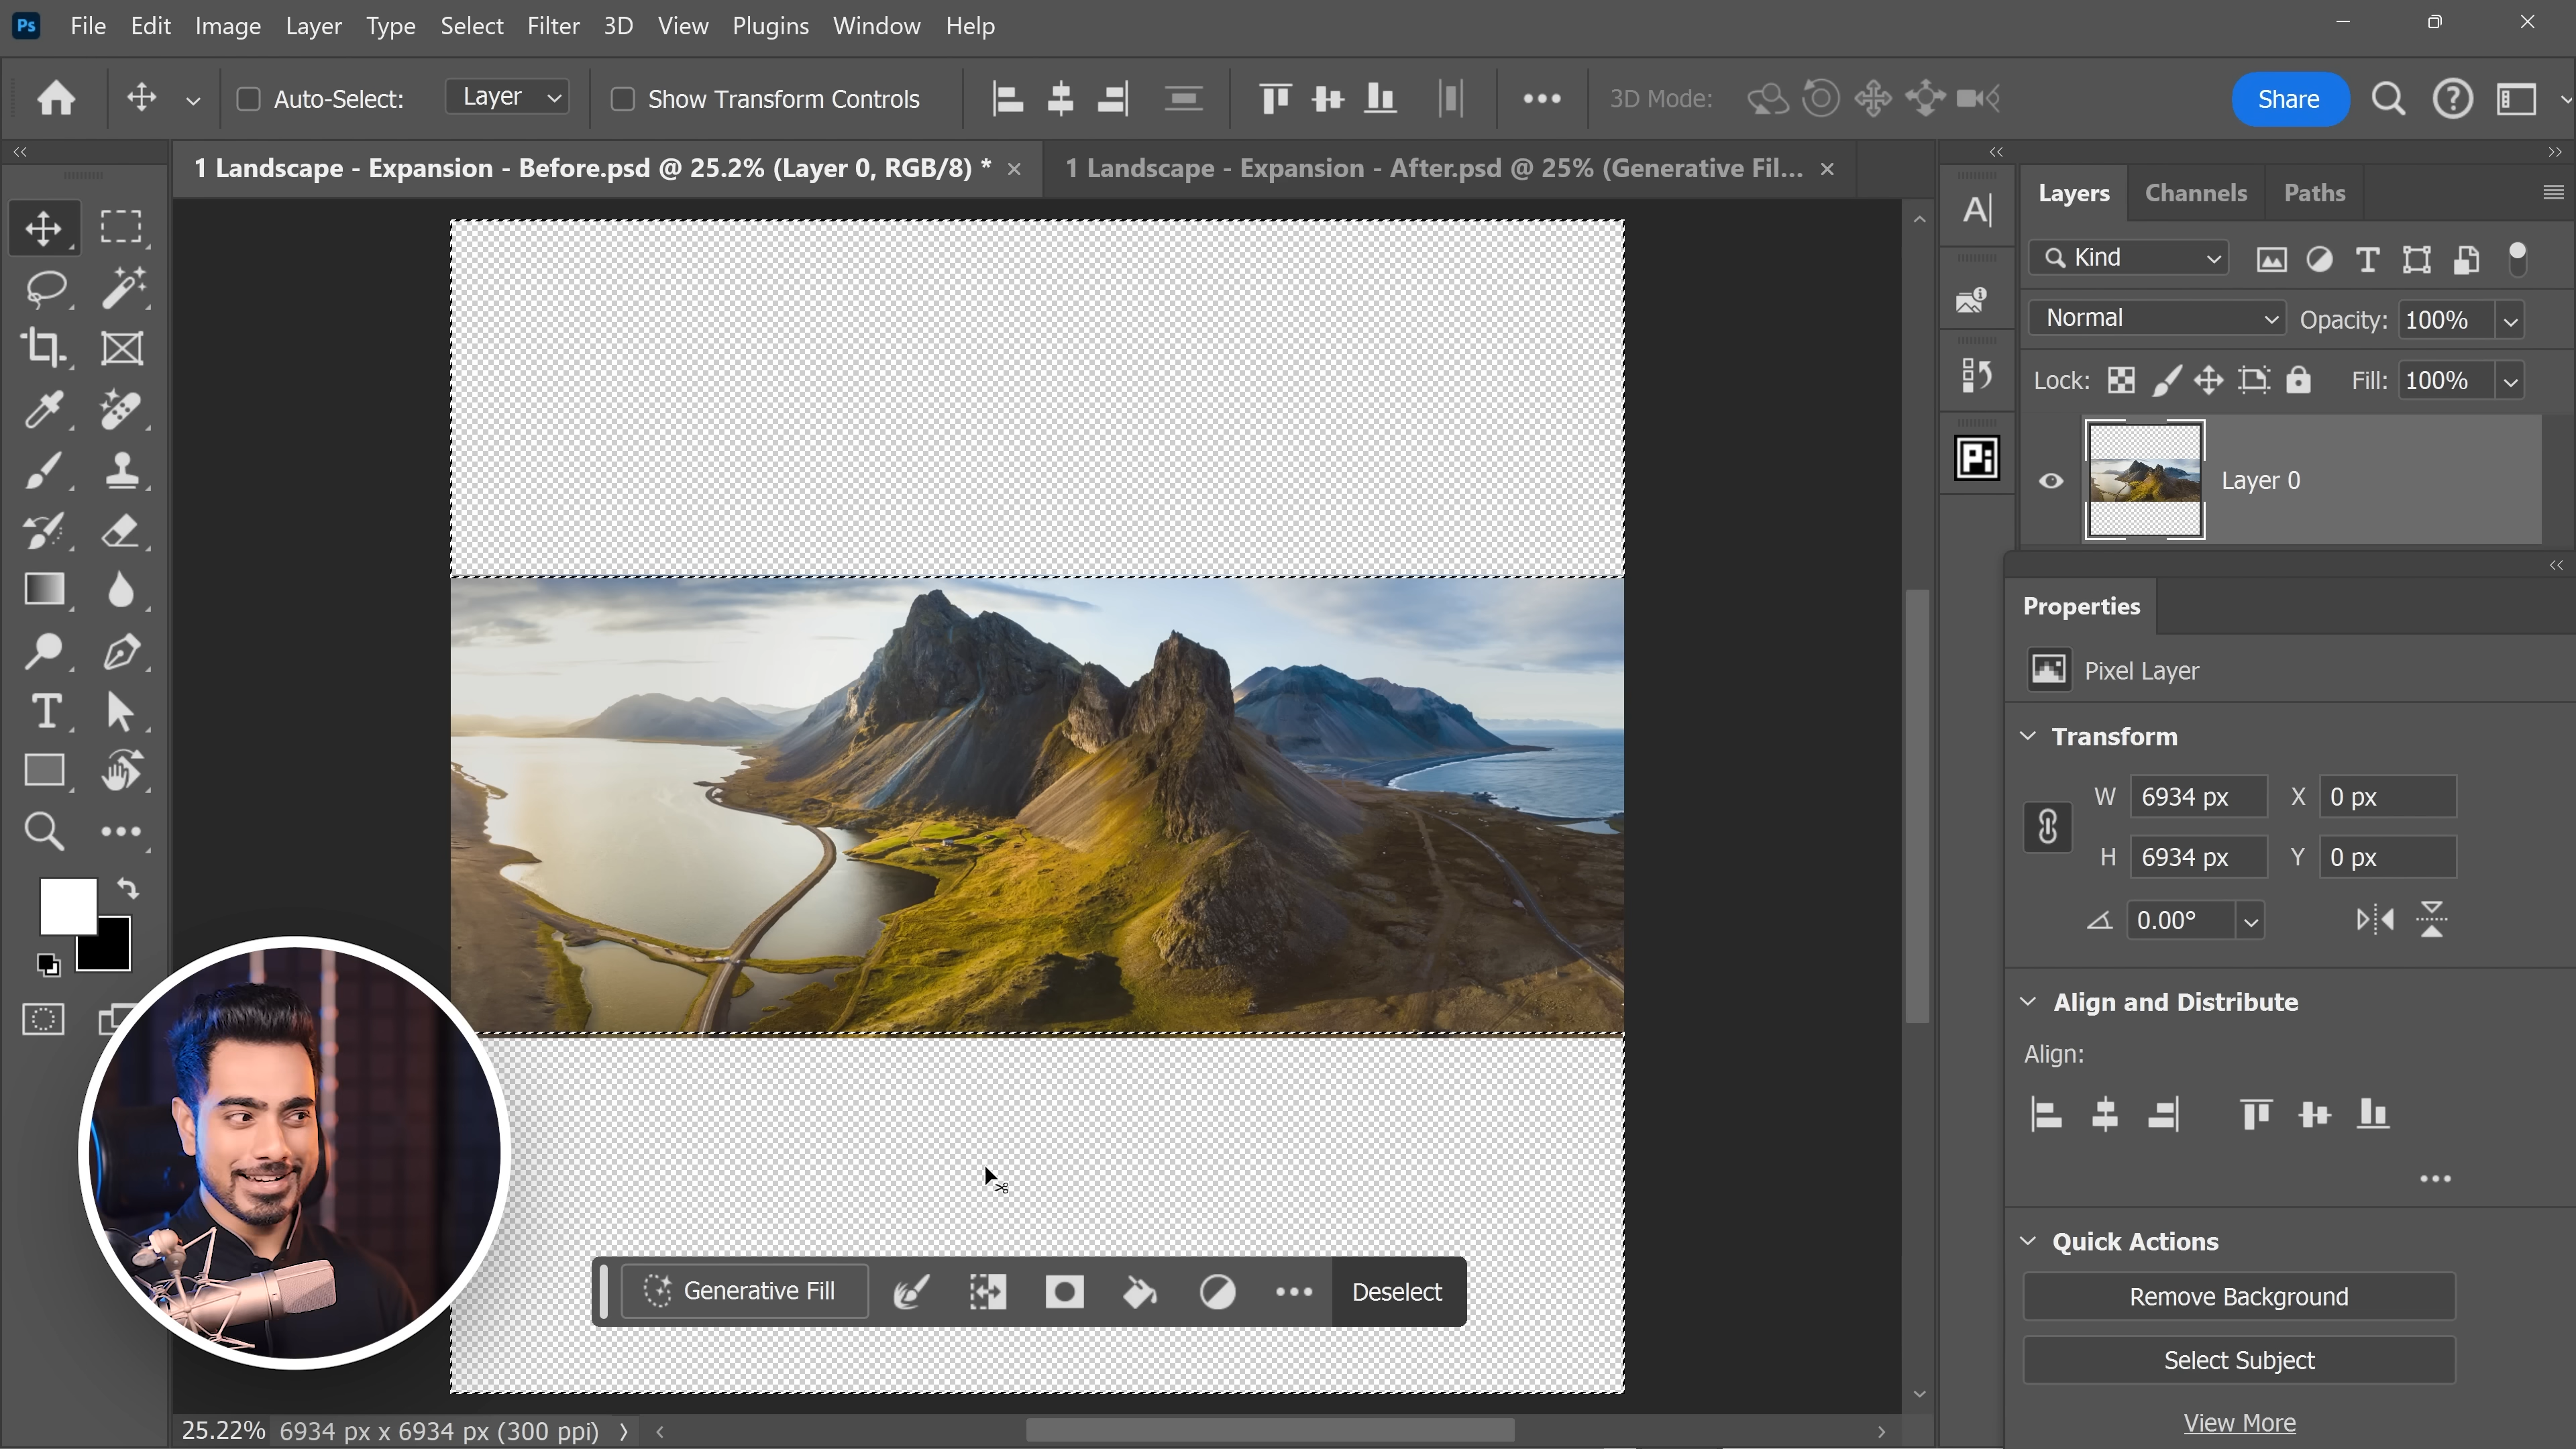 Ps File Edit Image Layer Type Select Filter 3D View Plugins Window Help
Auto-Select: Layer Show Transform Controls 3D Mode: Share
1 Landscape - Expansion - Before.psd @ 25.2% (Layer 0, RGB/8) *
1 Landscape - Expansion - After.psd @ 25% (Generative Fil...
Layers Channels Paths
Kind
Normal Opacity: 100%
Lock: Fill: 100%
Layer 0
Properties
Pixel Layer
Transform
W 6934 px X 0 px
H 6934 px Y 0 px
0.00°
Align and Distribute
Align:
Quick Actions
Remove Background
Select Subject
View More
Generative Fill Deselect
25.22% 6934 px x 6934 px (300 ppi)